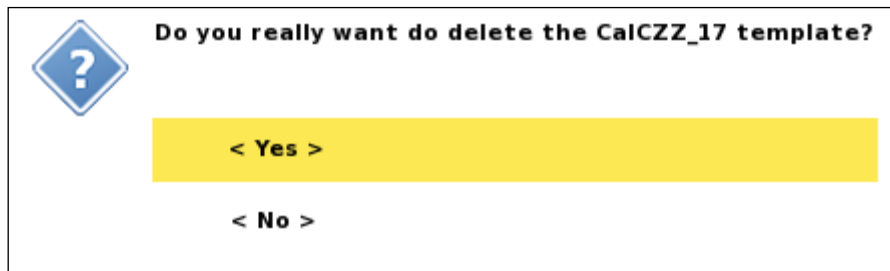 Do you really want do delete the CalCZZ_17 template?
?
< Yes >
< No >